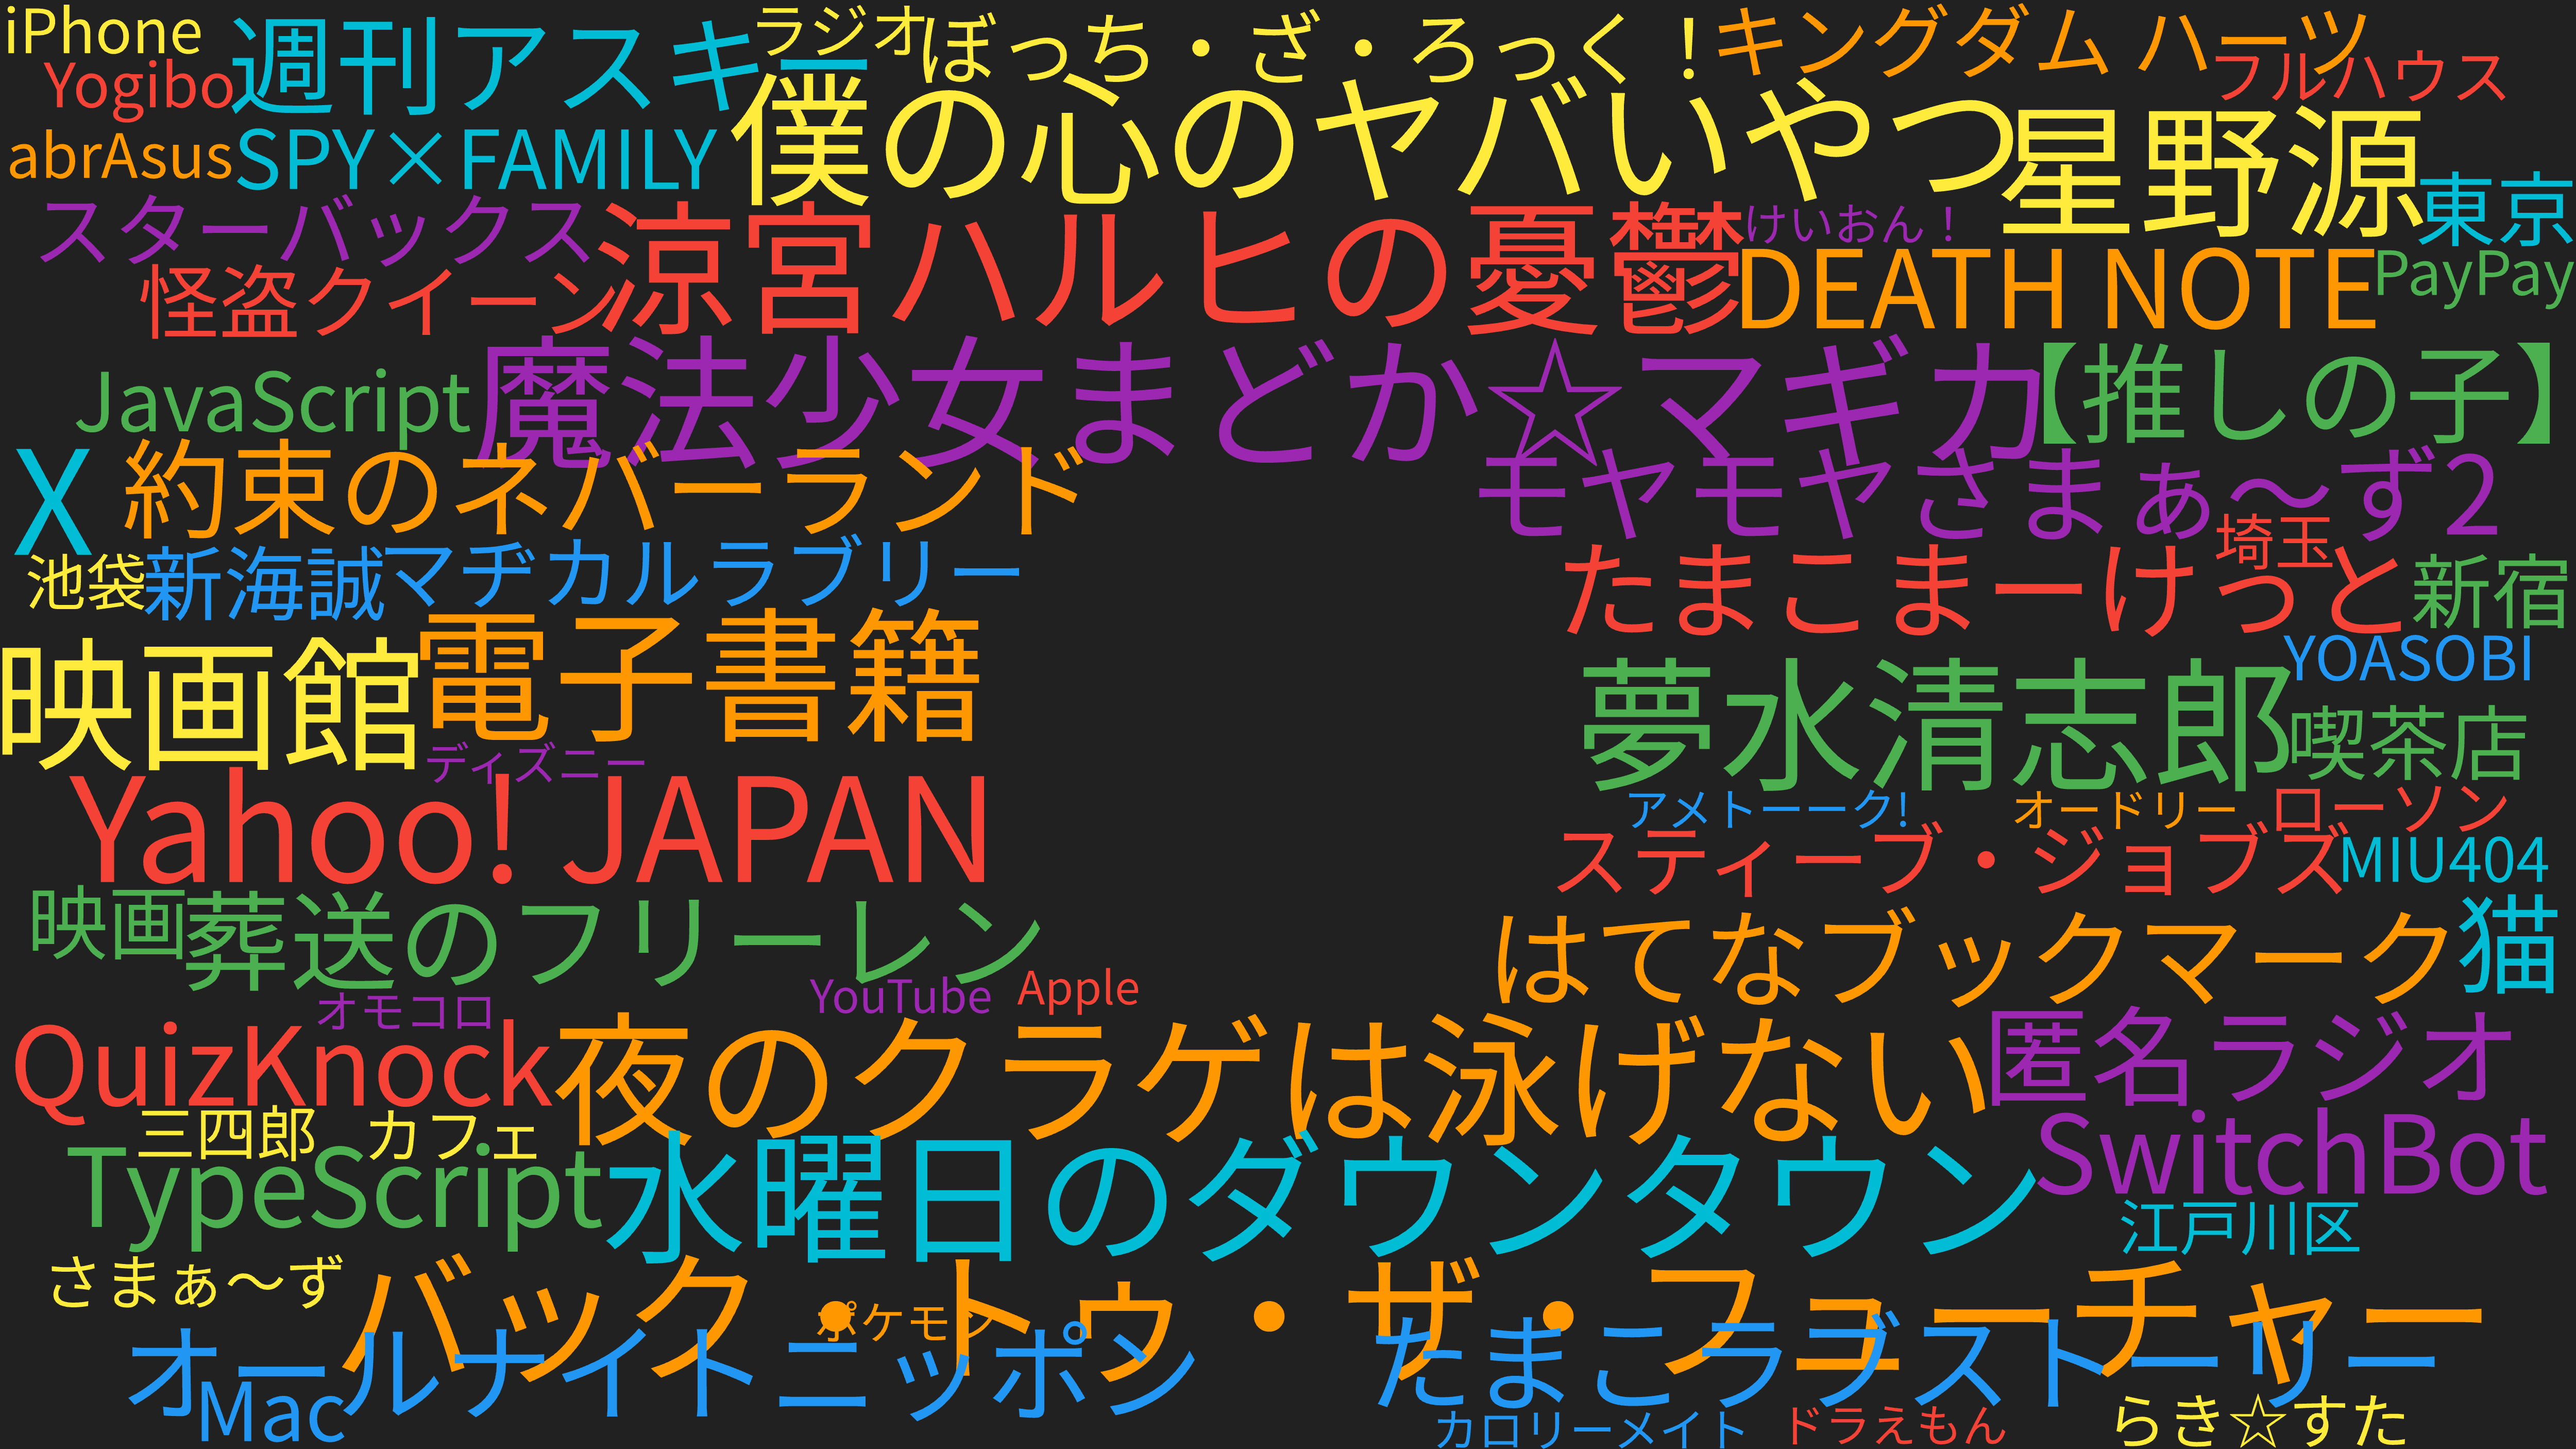 iPhone
週刊アスキー
ラジオ
ぼっち・ざ・ろっく！
キングダム ハーツ
フルハウス
Yogibo
僕の心のヤバいやつ
星野源
abrAsus
SPY×FAMILY
東京
スターバックス
涼宮ハルヒの憂鬱
けいおん！
DEATH NOTE
PayPay
怪盗クイーン
JavaScript
魔法少女まどか☆マギカ
【推しの子】
X
約束のネバーランド
モヤモヤさまぁ〜ず2
埼玉
池袋
新海誠
マヂカルラブリー
たまこまーけっと
新宿
映画館
電子書籍
夢水清志郎
YOASOBI
喫茶店
ディズニー
Yahoo! JAPAN
アメトーーク!
オードリー
ローソン
スティーブ・ジョブズ
MIU404
映画
葬送のフリーレン
はてなブックマーク
猫
YouTube
Apple
オモコロ
QuizKnock
夜のクラゲは泳げない
匿名ラジオ
三四郎
カフェ
TypeScript
水曜日のダウンタウン
SwitchBot
江戸川区
さまぁ〜ず
バック・トゥ・ザ・フューチャー
ポケモン
オールナイトニッポン
たまこラブストーリー
Mac
カロリーメイト
ドラえもん
らき☆すた